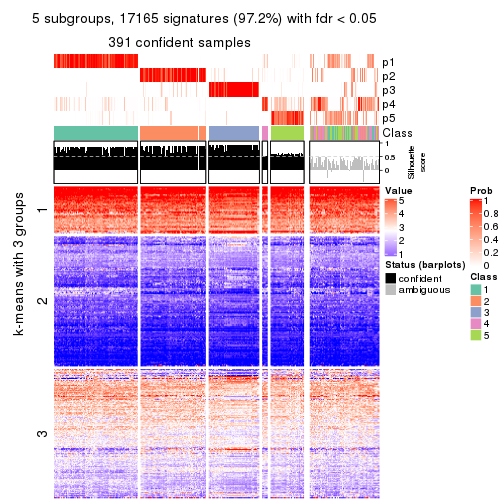 5 subgroups, 17165 signatures (97.2%) with fdr < 0.05
391 confident samples
p1
p2
p3
p4
p5
Class
1
0.5
0
Silhouette
score
k-means with 3 groups
1
2
3
Value
5
4
3
2
1
Status (barplots)
confident
ambiguous
Prob
1
0.8
0.6
0.4
0.2
0
Class
1
2
3
4
5